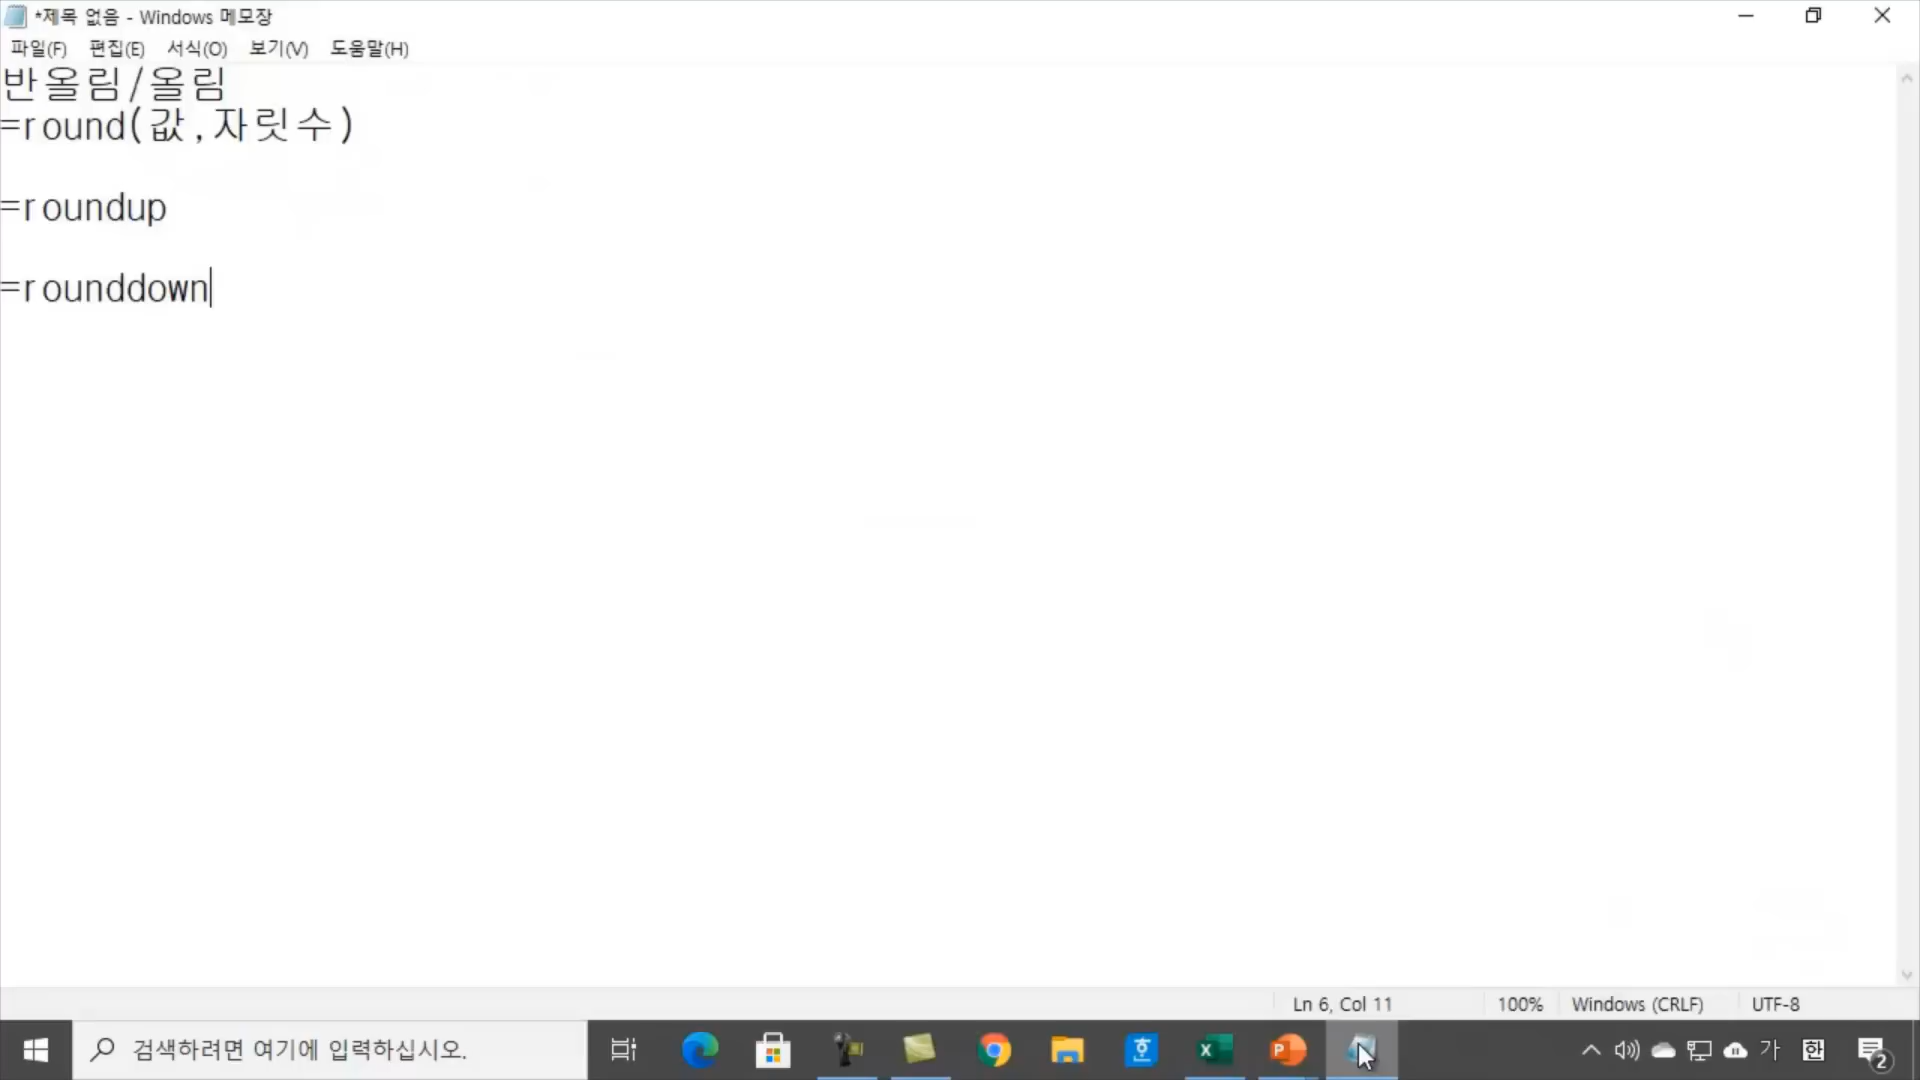 *제목 없음 - Windows 메모장
파일(F) 편집(E) 서식(O) 보기(V) 도움말(H)
반올림/올림
=round(값,자릿수)
=roundup
=rounddown
Ln 6, Col 11 100% Windows (CRLF) UTF-8
검색하려면 여기에 입력하십시오. 가 한 2